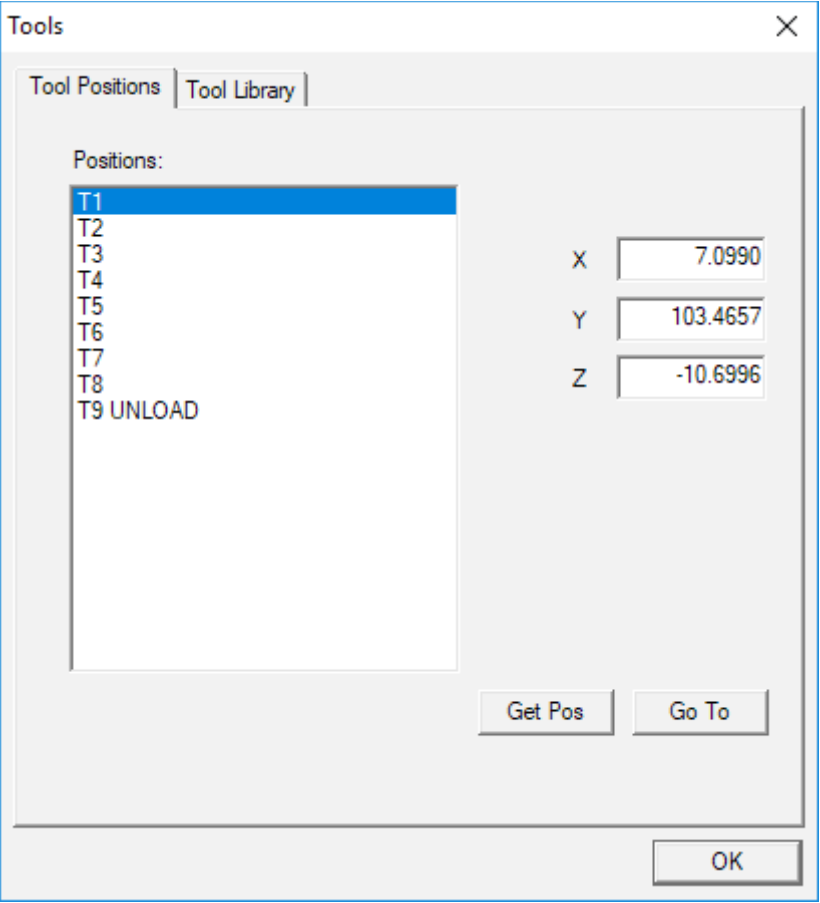 Tools
Tool Positions
Tool Library
Positions:
T1
T2
T3
T4
T5
T6
T7
T8
T9 UNLOAD
X 7.0990
Y 103.4657
Z -10.6996
Get Pos
Go To
OK